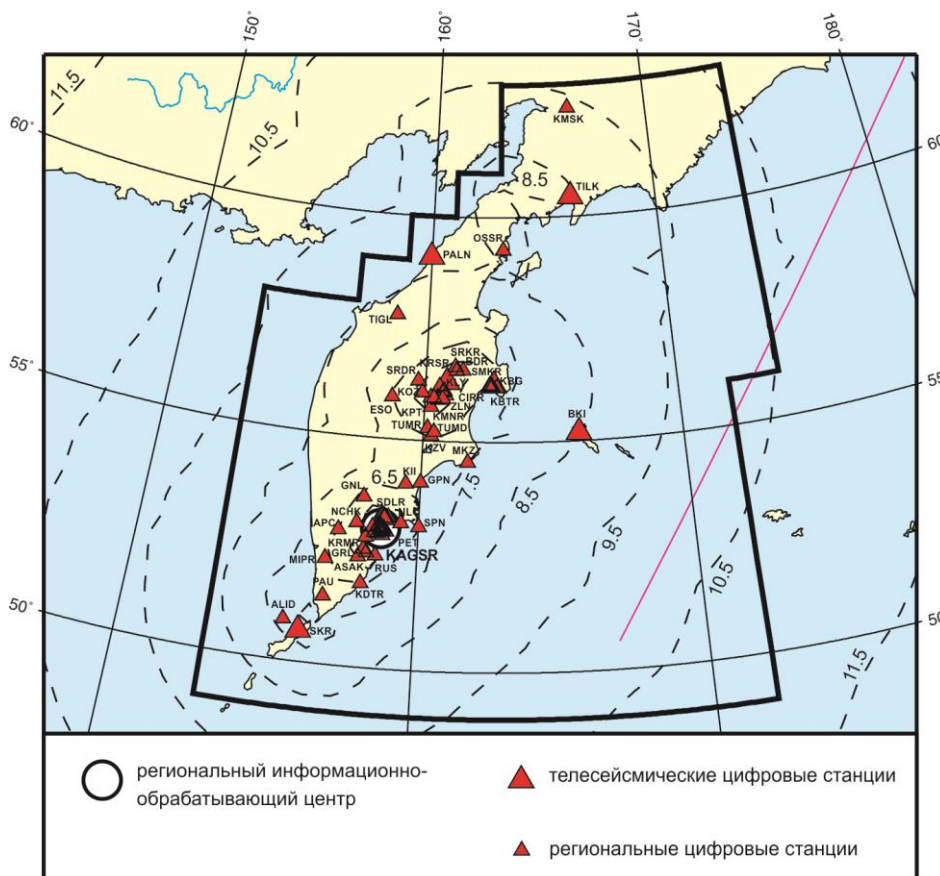 150°
160°
170°
180°
11.5
10.5
60°
60
KMSK
8.5
TILK
OSSR
PALN
TIGL
55°
55
SRKR
KRSR
BDR
SMKR
SRDR
KLY
KBG
KOZ
CIRR
KBTR
ESO
ZLN
KPT
KMNR
BKI
TUMR
TUMD
KZV
MKZ
6.5
KII
GPN
7.5
GNL
8.5
SDLR
NCHK
NLC
APC
SPN
9.5
KRMR
PET
GRL
KAGSR
MIPR
ASAK
RUS
10.5
PAU
KDTR
50°
50
ALID
SKR
11.5
региональный информационно-
обрабатывающий центр
телесейсмические цифровые станции
региональные цифровые станции